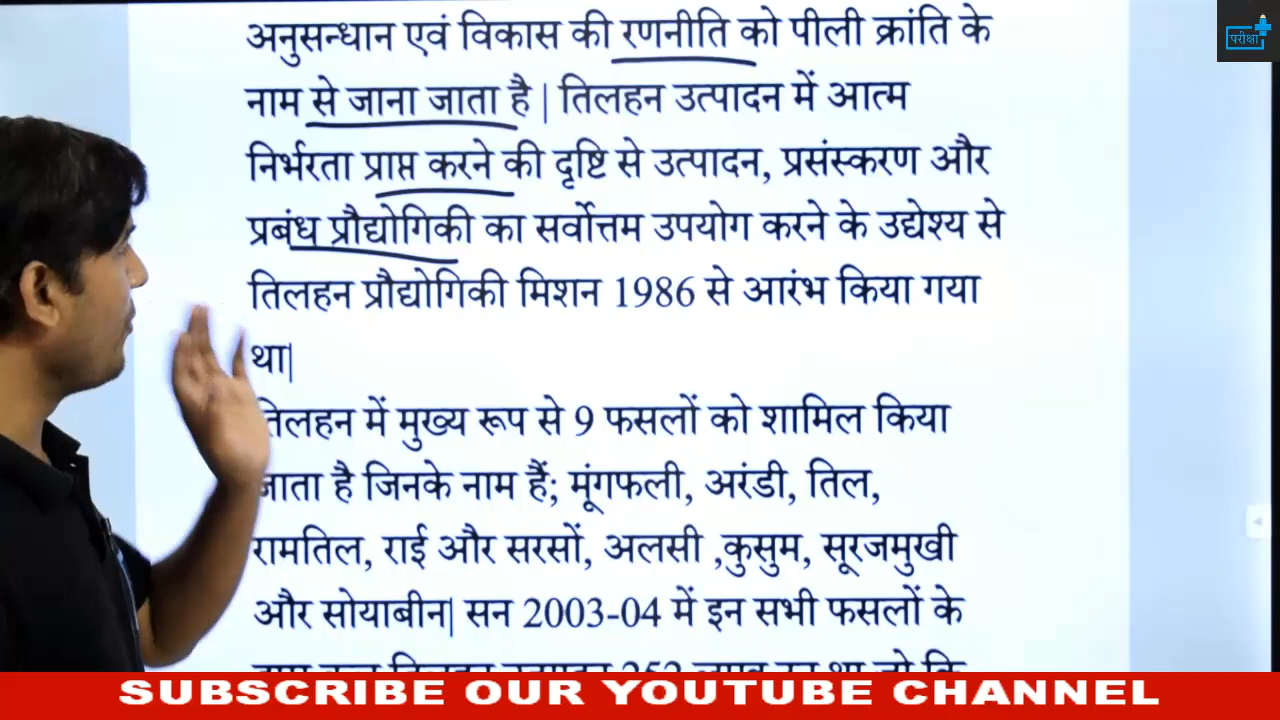 परीक्षा
अनुसन्धान एवं विकास की रणनीति को पीली क्रांति के
नाम से जाना जाता है | तिलहन उत्पादन में आत्म
निर्भरता प्राप्त करने की दृष्टि से उत्पादन, प्रसंस्करण और
प्रबंध प्रौद्योगिकी का सर्वोत्तम उपयोग करने के उद्येश्य से
तिलहन प्रौद्योगिकी मिशन 1986 से आरंभ किया गया
था|
तिलहन में मुख्य रूप से 9 फसलों को शामिल किया
जाता है जिनके नाम हैं; मूंगफली, अरंडी, तिल,
रामतिल, राई और सरसों, अलसी ,कुसुम, सूरजमुखी
और सोयाबीन| सन 2003-04 में इन सभी फसलों के
SUBSCRIBE OUR YOUTUBE CHANNEL